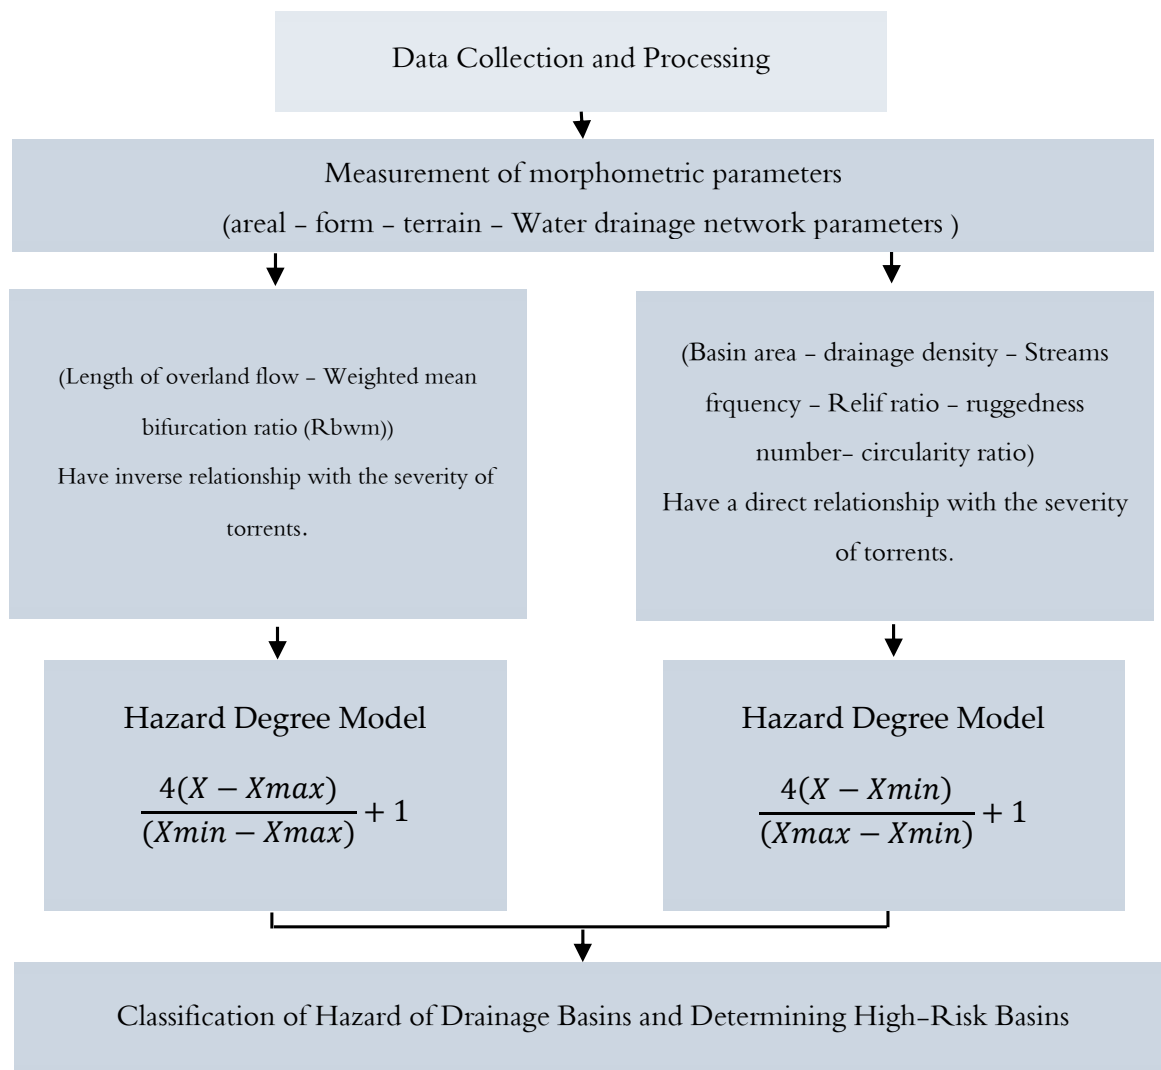 Data Collection and Processing
Measurement of morphometric parameters
(areal – form – terrain – Water drainage network parameters )
(Length of overland flow – Weighted mean
bifurcation ratio (Rbwm))
Have inverse relationship with the severity of
torrents.
(Basin area – drainage density – Streams
frquency – Relif ratio – ruggedness
number– circularity ratio)
Have a direct relationship with the severity
of torrents.
Hazard Degree Model
4(X − Xmax)
(Xmin − Xmax)
+ 1
Hazard Degree Model
4(X − Xmin)
(Xmax − Xmin)
+ 1
Classification of Hazard of Drainage Basins and Determining High-Risk Basins